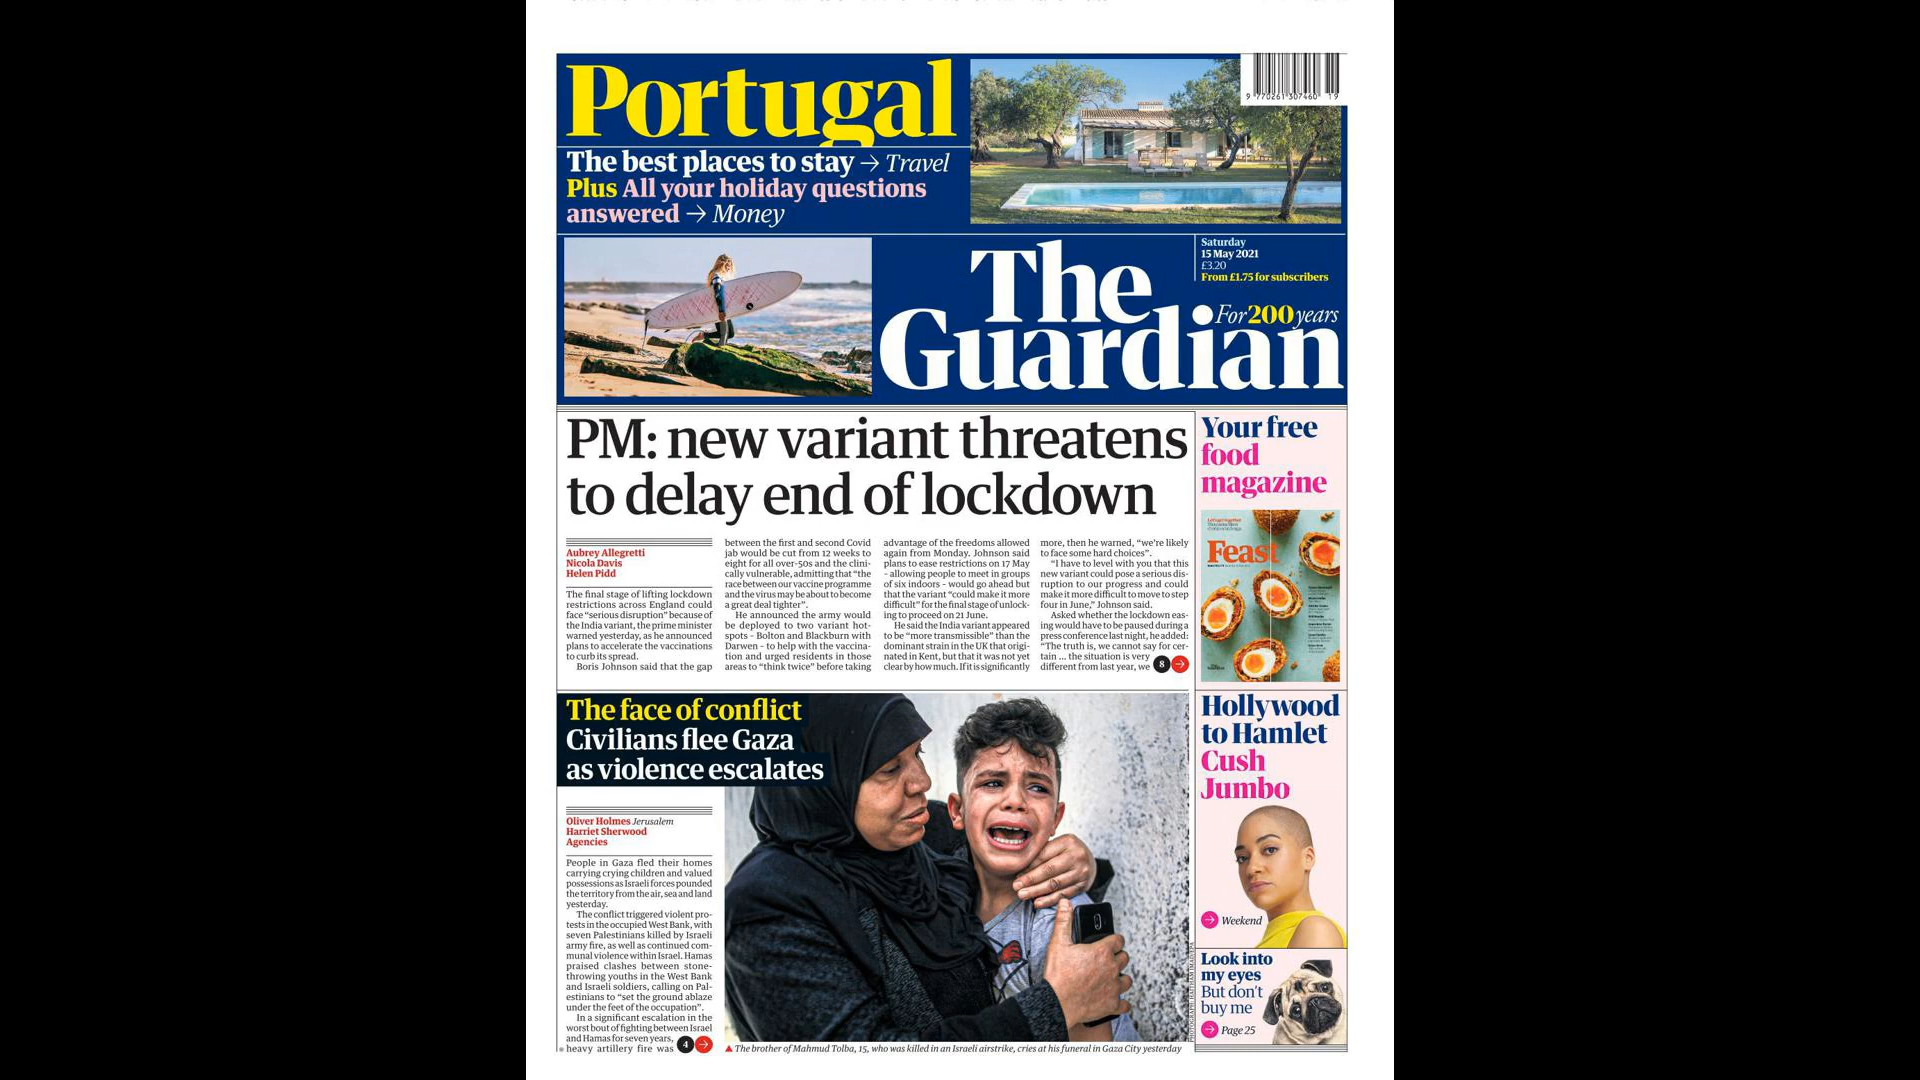 Portugal
The best places to stay → Travel
Plus All your holiday questions
answered → Money
9 770261 307460 19
The
Guardian
For 200 years
Saturday
15 May 2021
£3.20
From £1.75 for subscribers
PM: new variant threatens
to delay end of lockdown
Aubrey Allegretti
Nicola Davis
Helen Pidd
The final stage of lifting lockdown
restrictions across England could
face “serious disruption” because of
the India variant, the prime minister
warned yesterday, as he announced
plans to accelerate the vaccinations
to curb its spread.
Boris Johnson said that the gap
between the first and second Covid
jab would be cut from 12 weeks to
eight for all over-50s and the clini-
cally vulnerable, admitting that “the
race between our vaccine programme
and the virus may be about to become
a great deal tighter”.
He announced the army would
be deployed to two variant hot-
spots – Bolton and Blackburn with
Darwen – to help with the vaccina-
tion and urged residents in those
areas to “think twice” before taking
advantage of the freedoms allowed
again from Monday. Johnson said
plans to ease restrictions on 17 May
– allowing people to meet in groups
of six indoors – would go ahead but
that the variant “could make it more
difficult” for the final stage of unlock-
ing to proceed on 21 June.
He said the India variant appeared
to be “more transmissible” than the
dominant strain in the UK that origi-
nated in Kent, but that it was not yet
clear by how much. If it is significantly
more, then he warned, “we’re likely
to face some hard choices”.
“I have to level with you that this
new variant could pose a serious dis-
ruption to our progress and could
make it more difficult to move to step
four in June,” Johnson said.
Asked whether the lockdown eas-
ing would have to be paused during a
press conference last night, he added:
“The truth is, we cannot say for cer-
tain ... the situation is very
different from last year, we 8 →
Your free
food
magazine
Feast
The face of conflict
Civilians flee Gaza
as violence escalates
Oliver Holmes Jerusalem
Harriet Sherwood
Agencies
People in Gaza fled their homes
carrying crying children and valued
possessions as Israeli forces pounded
the territory from the air, sea and land
yesterday.
The conflict triggered violent pro-
tests in the occupied West Bank, with
seven Palestinians killed by Israeli
army fire, as well as continued com-
munal violence within Israel. Hamas
praised clashes between stone-
throwing youths in the West Bank
and Israeli soldiers, calling on Pal-
estinians to “set the ground ablaze
under the feet of the occupation”.
In a significant escalation in the
worst bout of fighting between Israel
and Hamas for seven years,
heavy artillery fire was 4 →
▲ The brother of Mahmud Tolba, 15, who was killed in an Israeli airstrike, cries at his funeral in Gaza City yesterday
Hollywood
to Hamlet
Cush
Jumbo
→ Weekend
Look into
my eyes
But don’t
buy me
→ Page 25